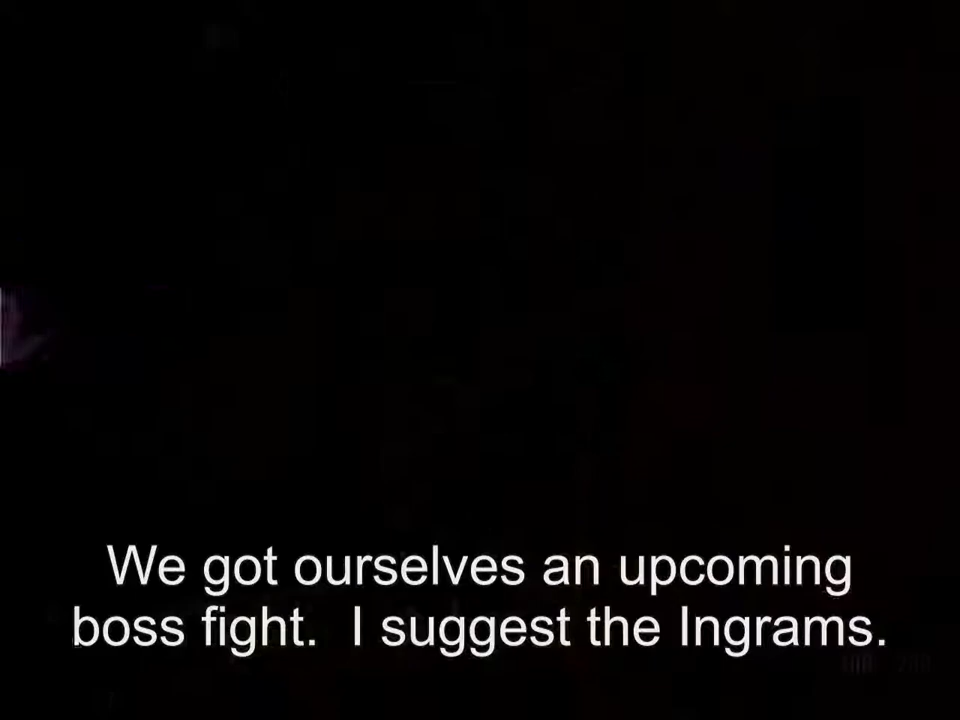 We got ourselves an upcoming
boss fight.  I suggest the Ingrams.